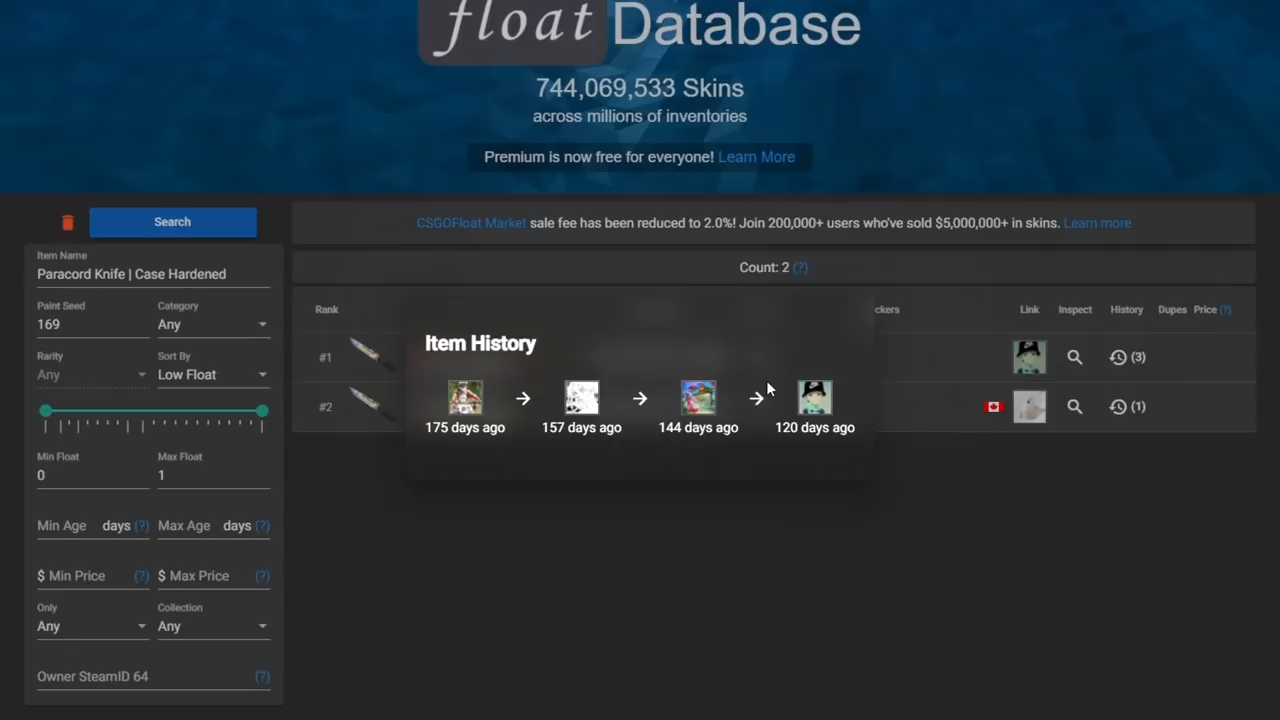 float Database
744,069,533 Skins
across millions of inventories
Premium is now free for everyone! Learn More
Search
CSGOFloat Market sale fee has been reduced to 2.0%! Join 200,000+ users who've sold $5,000,000+ in skins. Learn more
Item Name
Paracord Knife | Case Hardened
Count: 2 (?)
Paint Seed Category
169 Any
Rank ckers Link Inspect History Dupes Price (?)
Rarity Sort By
Any Low Float
Item History
#1 (3)
#2 (1)
175 days ago 157 days ago 144 days ago 120 days ago
Min Float Max Float
0 1
Min Age days (?) Max Age days (?)
$ Min Price (?) $ Max Price (?)
Only Collection
Any Any
Owner SteamID 64 (?)